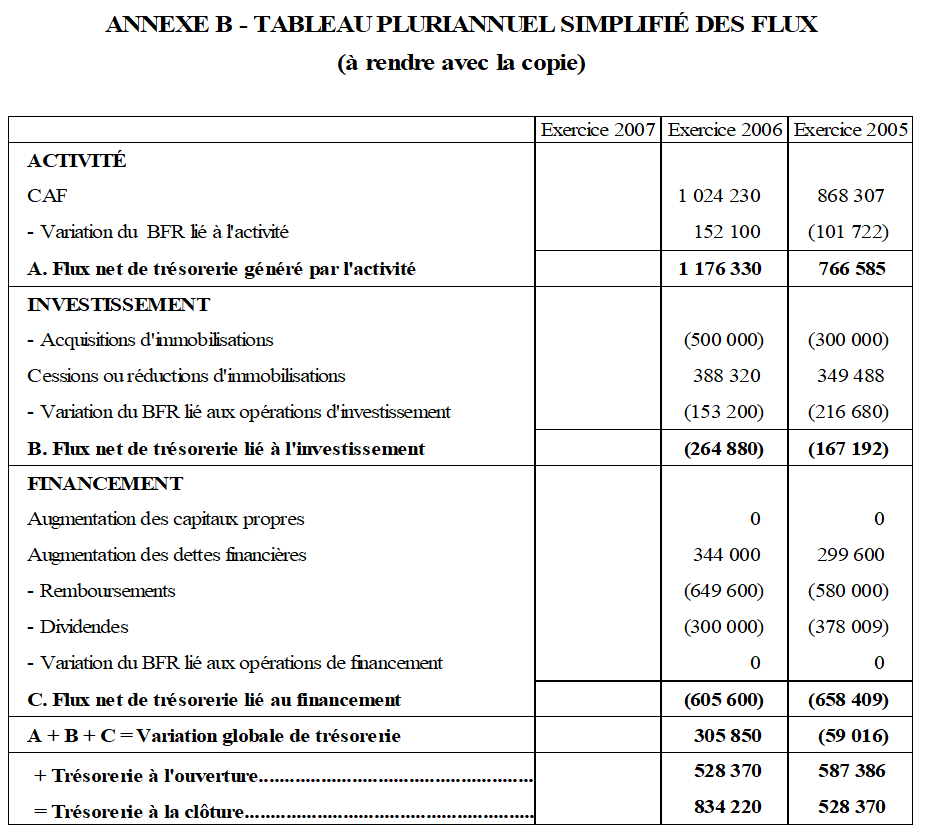 ANNEXE B - TABLEAU PLURIANNUEL SIMPLIFIÉ DES FLUX
(à rendre avec la copie)
Exercice 2007 Exercice 2006 Exercice 2005
ACTIVITÉ
CAF 1 024 230 868 307
- Variation du BFR lié à l'activité 152 100 (101 722)
A. Flux net de trésorerie généré par l'activité 1 176 330 766 585
INVESTISSEMENT
- Acquisitions d'immobilisations (500 000) (300 000)
Cessions ou réductions d'immobilisations 388 320 349 488
- Variation du BFR lié aux opérations d'investissement (153 200) (216 680)
B. Flux net de trésorerie lié à l'investissement (264 880) (167 192)
FINANCEMENT
Augmentation des capitaux propres 0 0
Augmentation des dettes financières 344 000 299 600
- Remboursements (649 600) (580 000)
- Dividendes (300 000) (378 009)
- Variation du BFR lié aux opérations de financement 0 0
C. Flux net de trésorerie lié au financement (605 600) (658 409)
A + B + C = Variation globale de trésorerie 305 850 (59 016)
+ Trésorerie à l'ouverture..................................................... 528 370 587 386
= Trésorerie à la clôture....................................................... 834 220 528 370